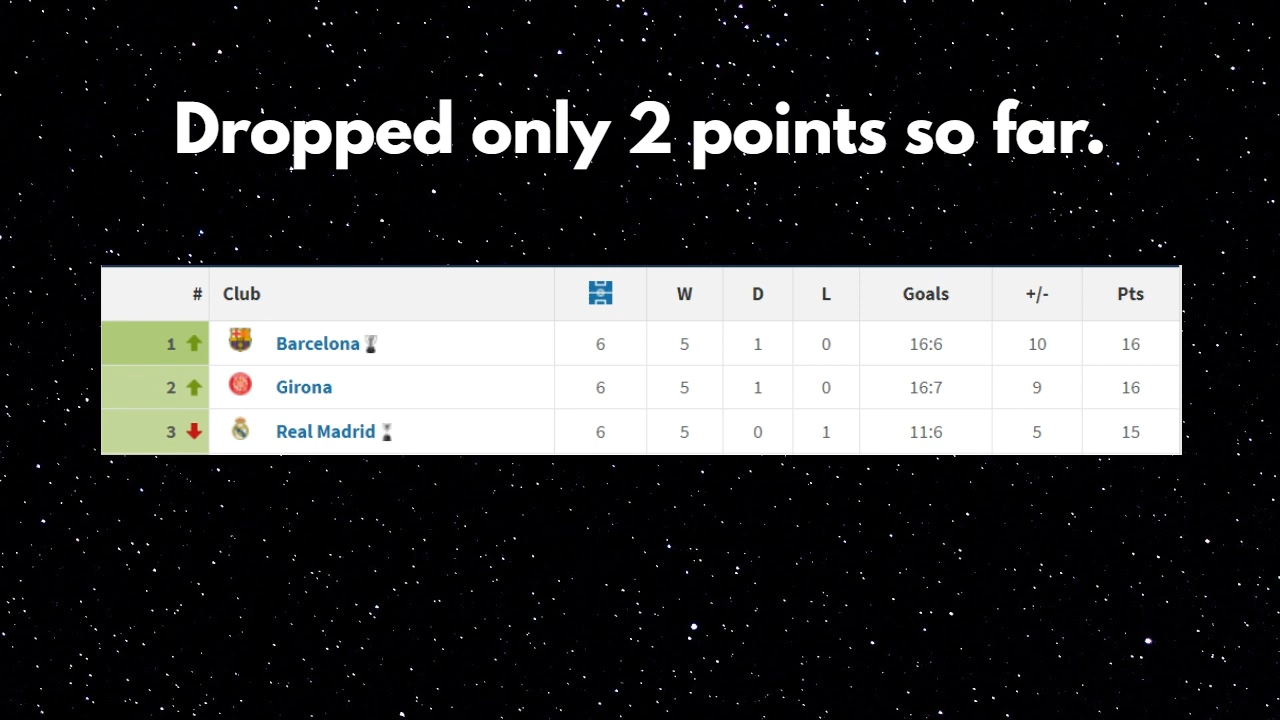 Dropped only 2 points so far.
# Club W D L Goals +/- Pts
1 Barcelona 6 5 1 0 16:6 10 16
2 Girona 6 5 1 0 16:7 9 16
3 Real Madrid 6 5 0 1 11:6 5 15